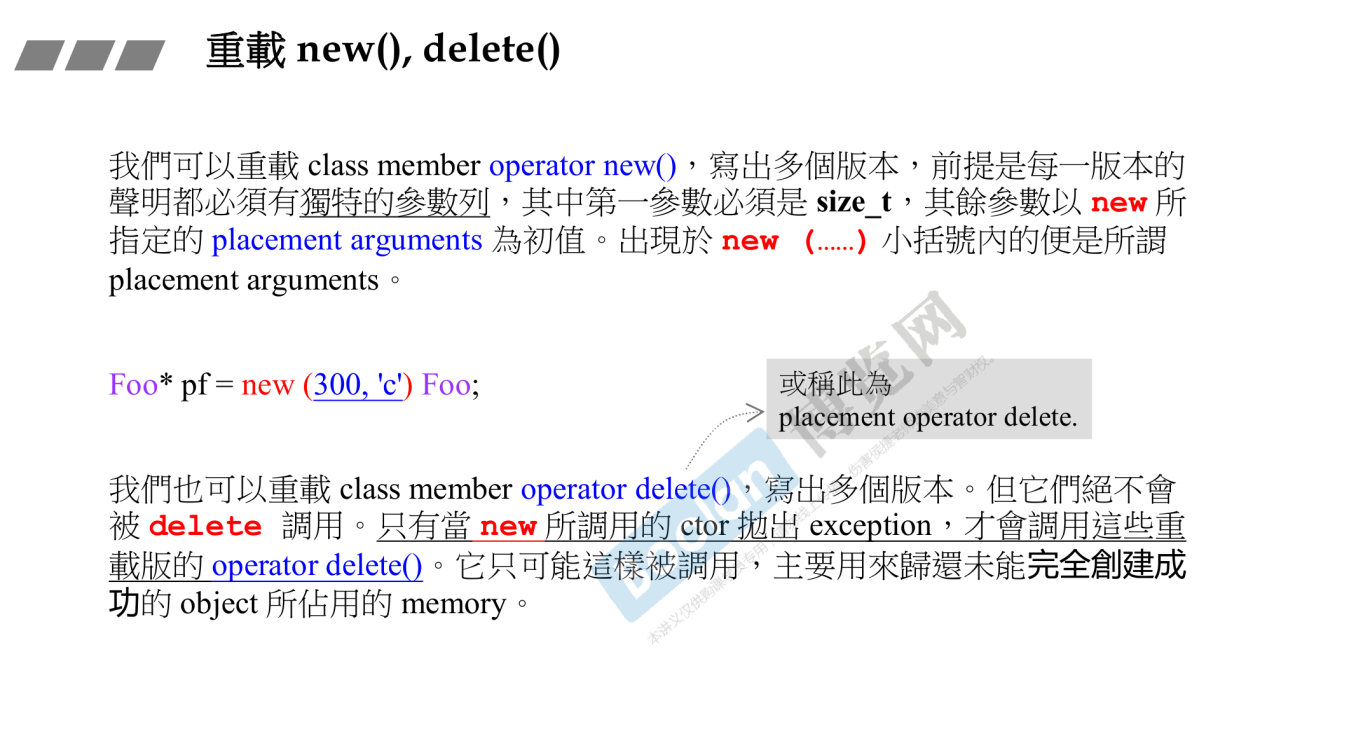 重載 new(), delete()
我們可以重載 class member operator new()，寫出多個版本，前提是每一版本的
聲明都必須有獨特的參數列，其中第一參數必須是 size_t，其餘參數以 new 所
指定的 placement arguments 為初值。出現於 new (……) 小括號內的便是所謂
placement arguments。
Foo* pf = new (300, 'c') Foo;
或稱此為
placement operator delete.
我們也可以重載 class member operator delete()，寫出多個版本。但它們絕不會
被 delete 調用。只有當 new 所調用的 ctor 拋出 exception，才會調用這些重
載版的 operator delete()。它只可能這樣被調用，主要用來歸還未能完全創建成
功的 object 所佔用的 memory。
博览网